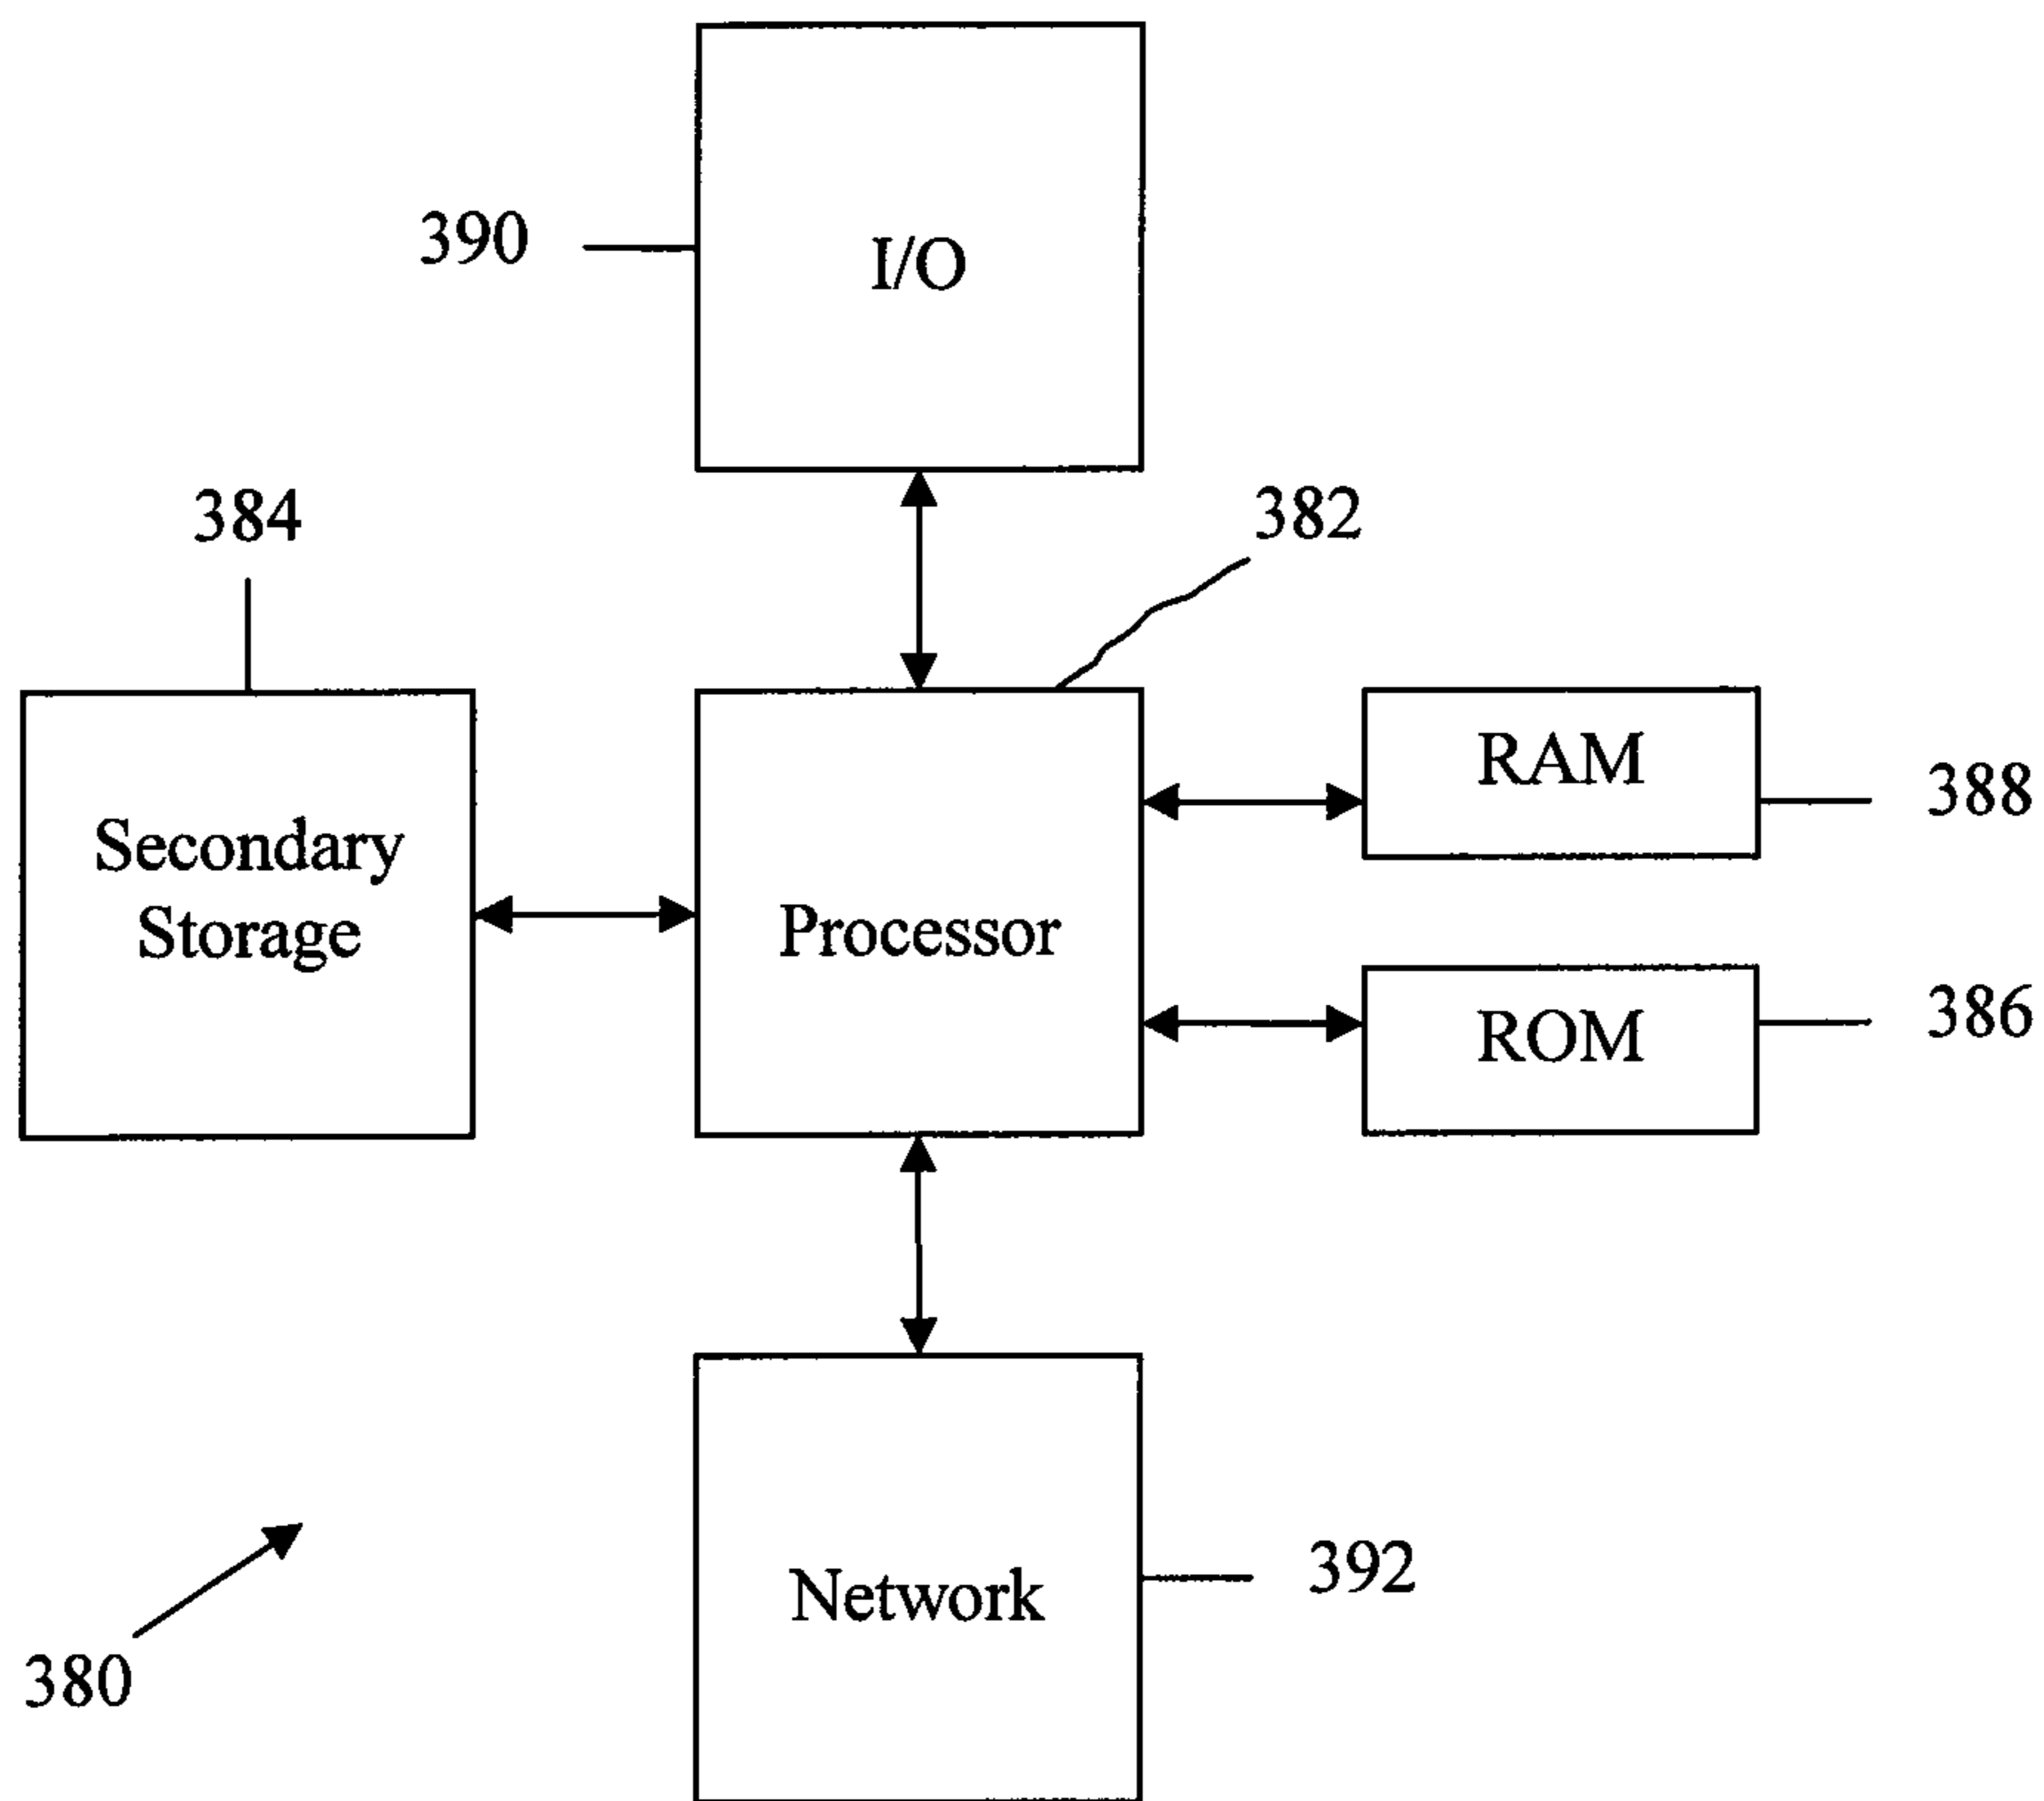 390
I/O
384
382
Secondary
Storage
Processor
RAM
388
ROM
386
Network
392
380